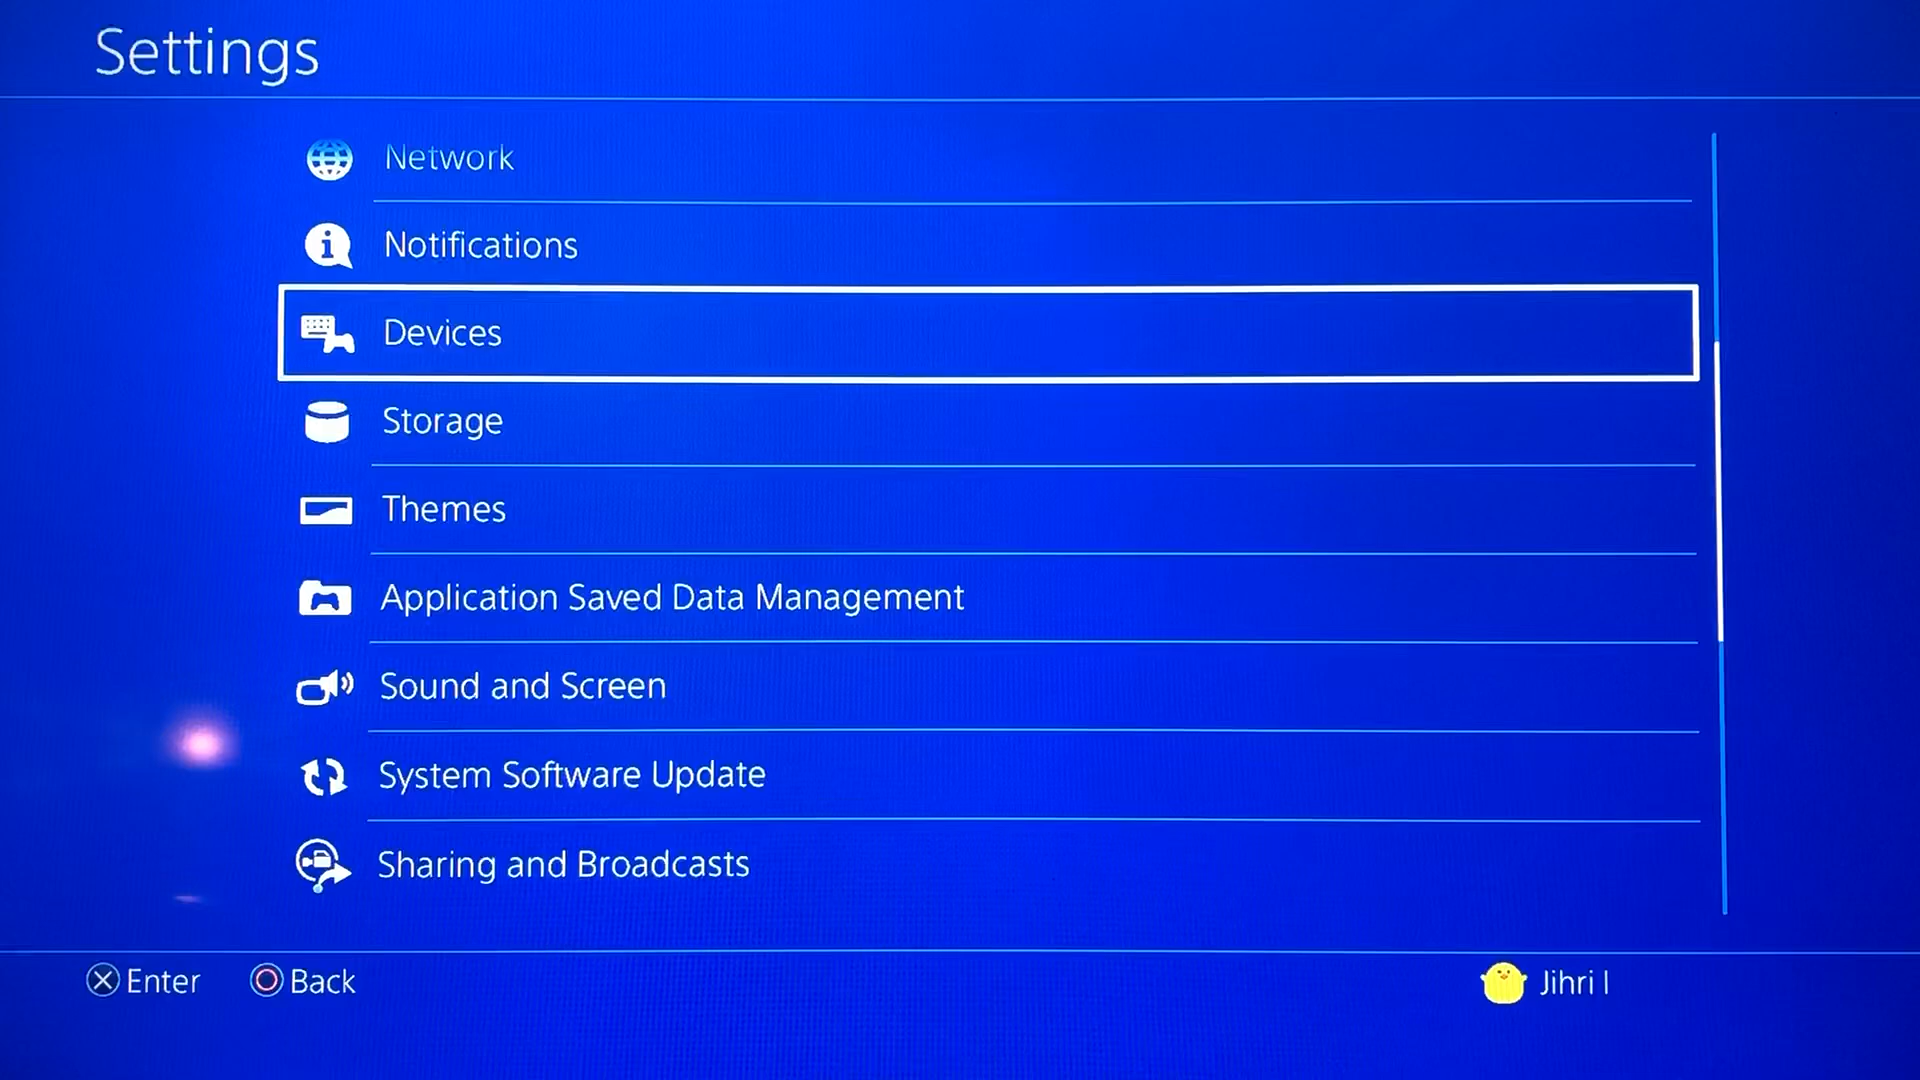 Settings
Network
Notifications
Devices
Storage
Themes
Application Saved Data Management
Sound and Screen
System Software Update
Sharing and Broadcasts
Enter Back
Jihri I